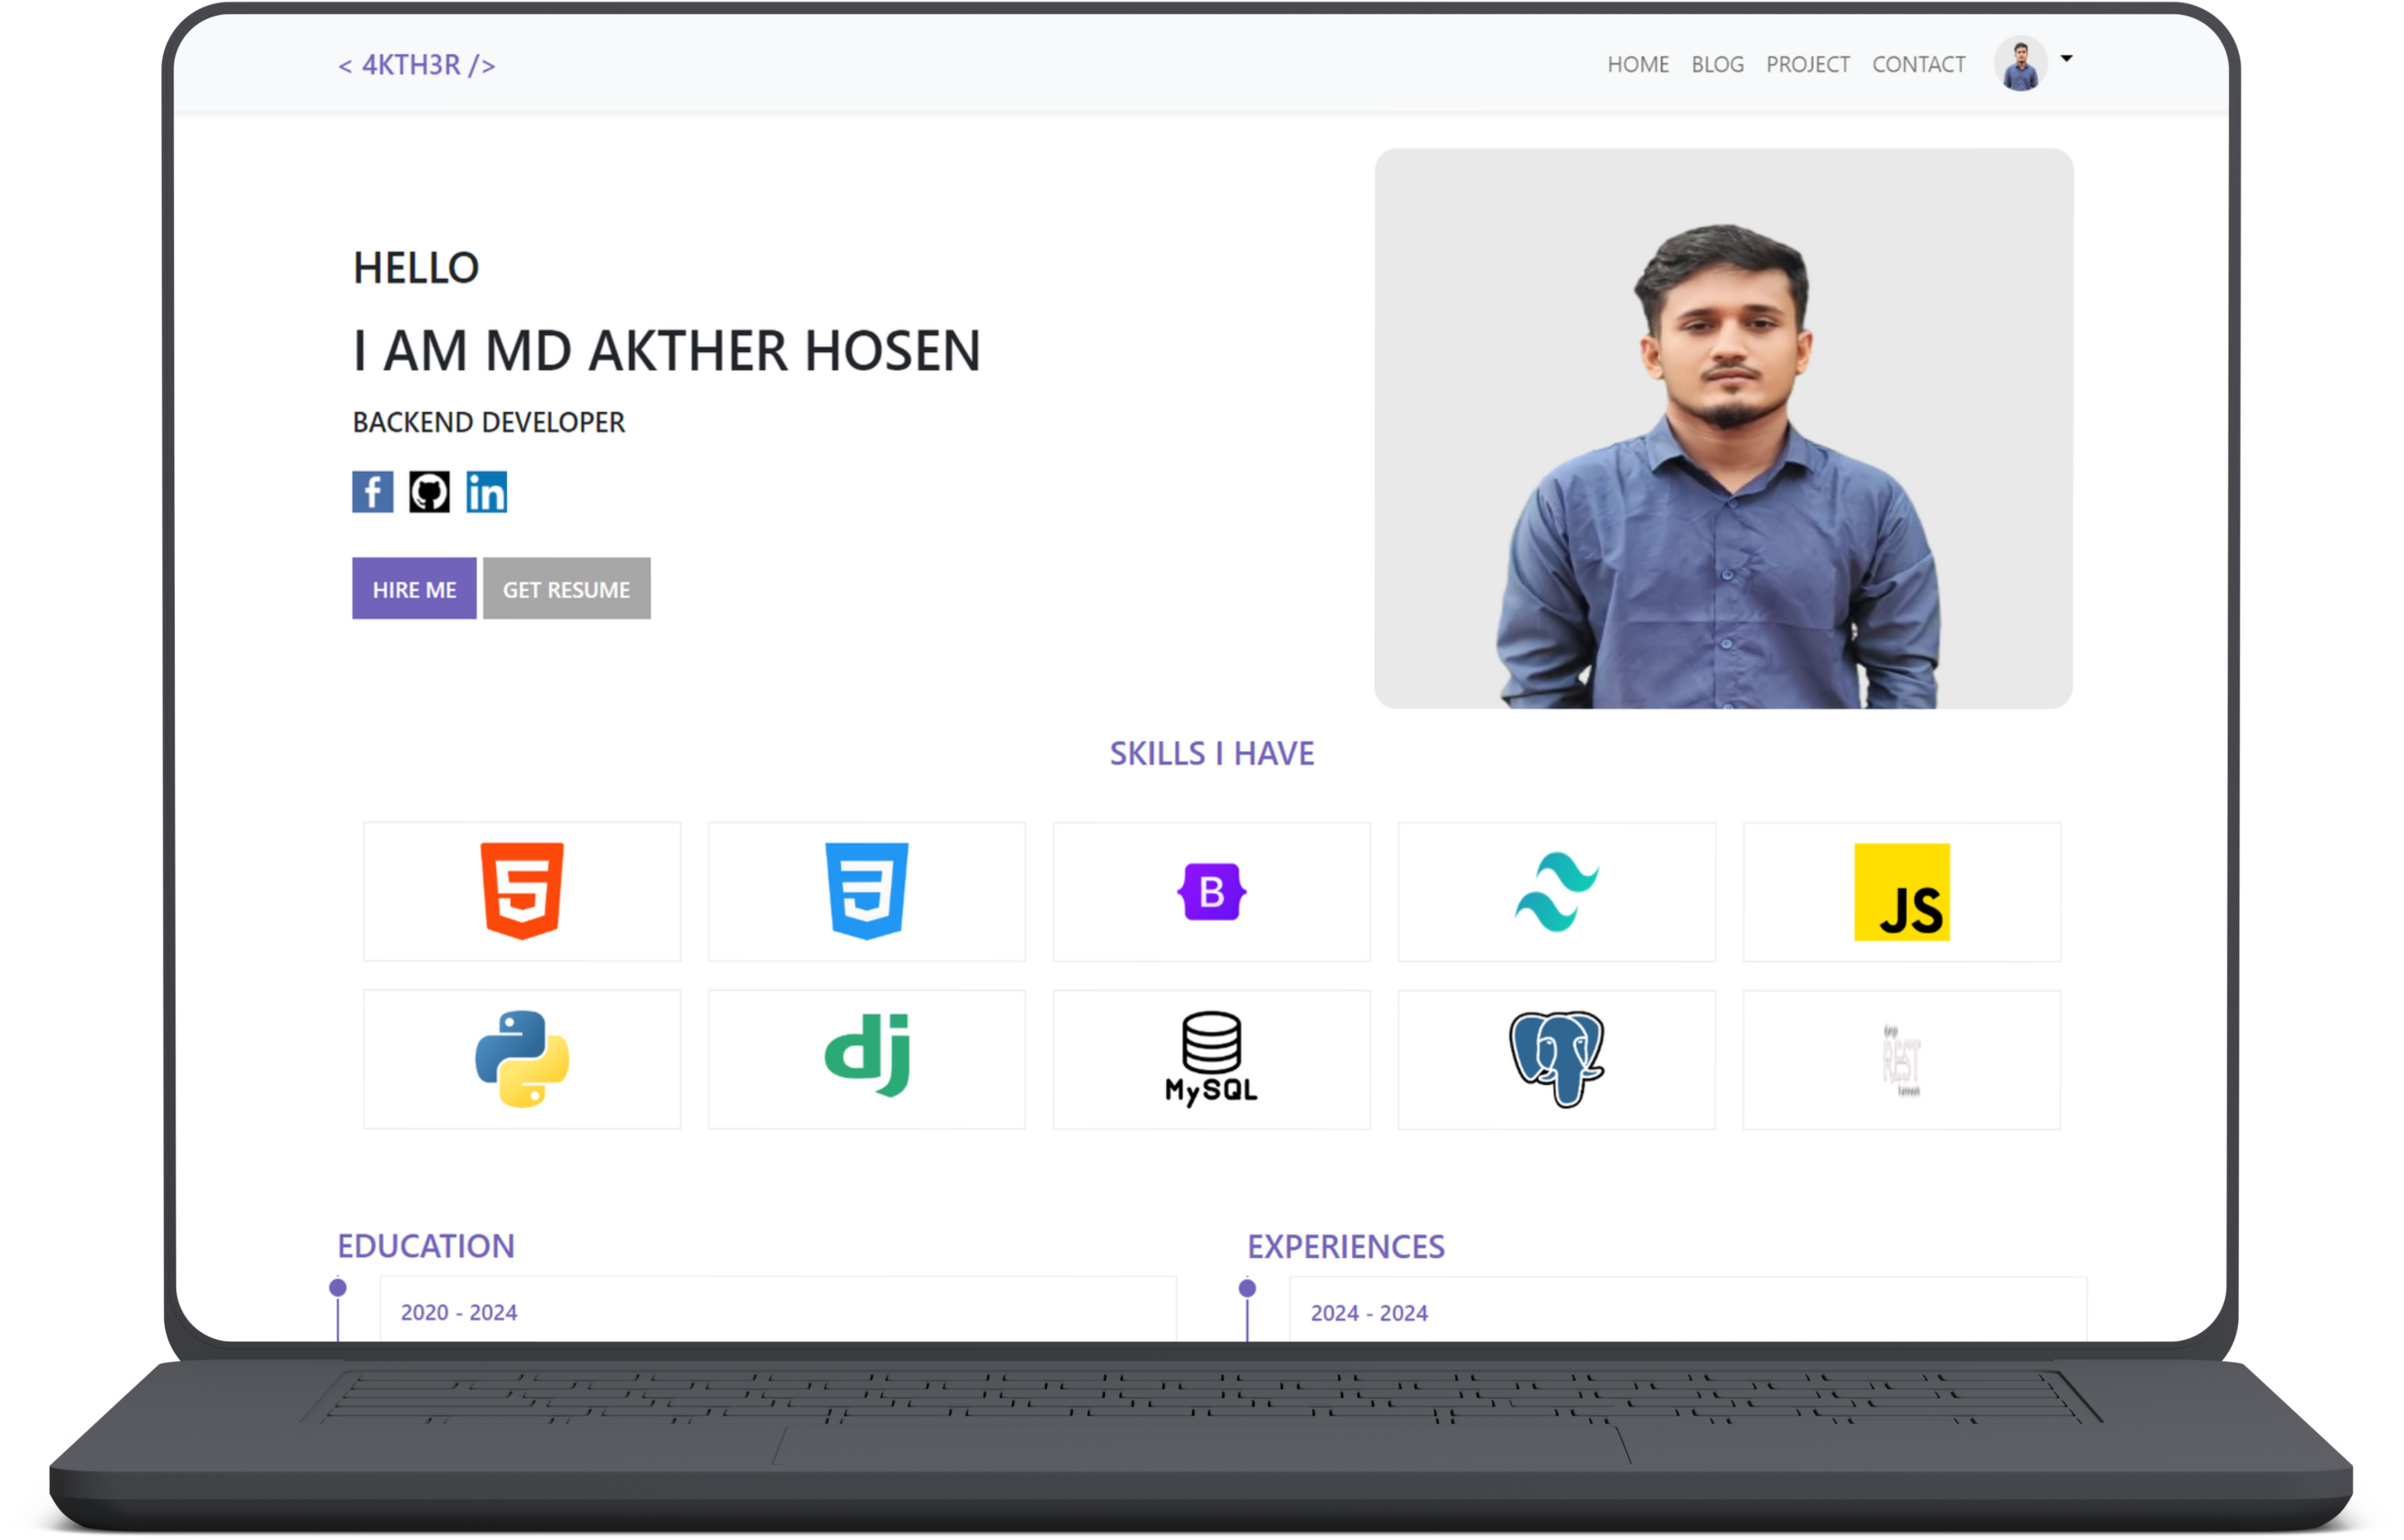 < 4KTH3R />
HOME BLOG PROJECT CONTACT
HELLO
I AM MD AKTHER HOSEN
BACKEND DEVELOPER
f in
HIRE ME GET RESUME
SKILLS I HAVE
5 3 B JS
dj MySQL REST
EDUCATION EXPERIENCES
2020 - 2024 2024 - 2024